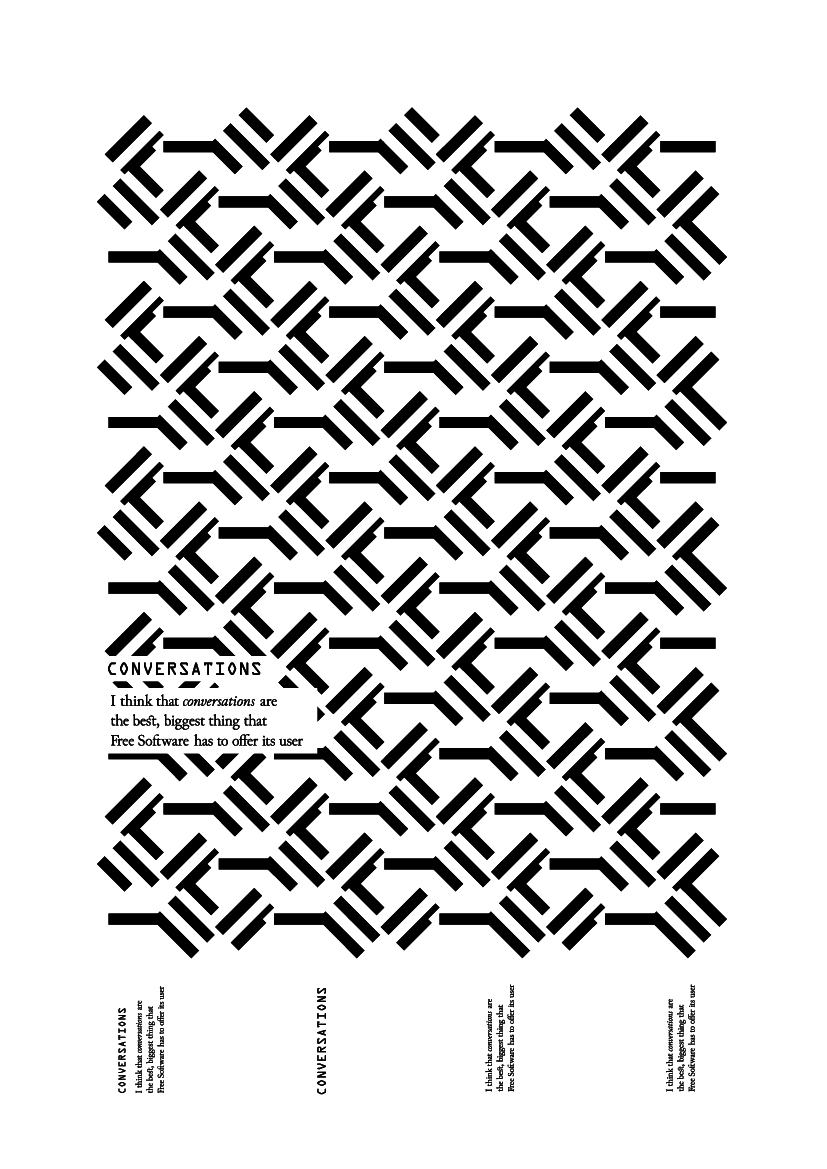 CONVERSATIONS
I think that conversations are
the best, biggest thing that
Free Software has to offer its user
CONVERSATIONS
I think that conversations are
the best, biggest thing that
Free Software has to offer its user
CONVERSATIONS
I think that conversations are
the best, biggest thing that
Free Software has to offer its user
I think that conversations are
the best, biggest thing that
Free Software has to offer its user